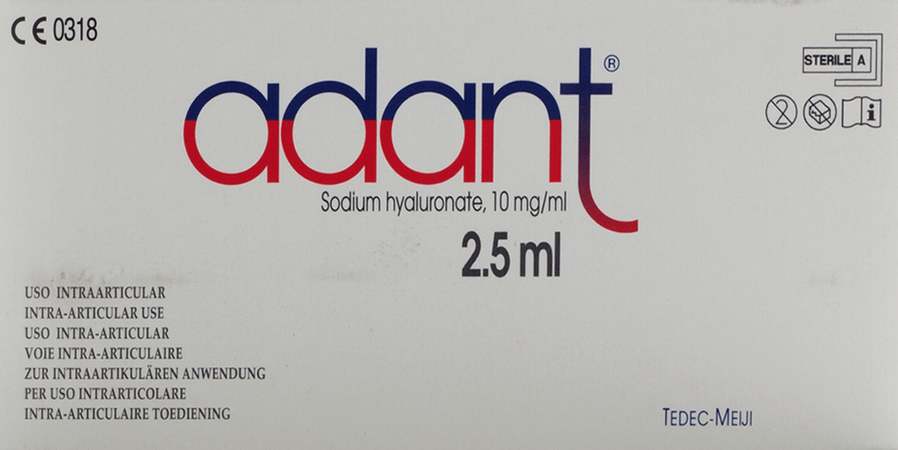 CE 0318
adant®
STERILE A
2
i
Sodium hyaluronate, 10 mg/ml
2.5 ml
USO INTRAARTICULAR
INTRA-ARTICULAR USE
USO INTRA-ARTICULAR
VOIE INTRA-ARTICULAIRE
ZUR INTRAARTIKULÄREN ANWENDUNG
PER USO INTRARTICOLARE
INTRA-ARTICULAIRE TOEDIENING
TEDEC-MEIJI